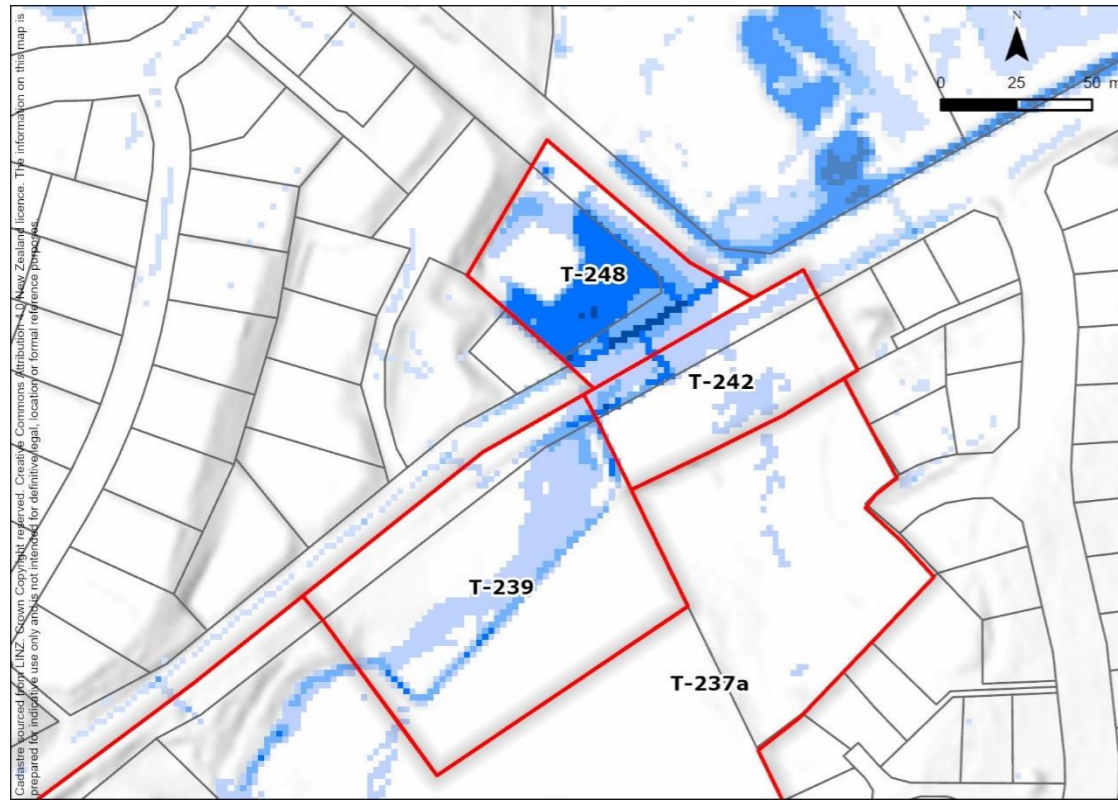 Cadastre sourced from LINZ. Crown Copyright reserved. Creative Commons Attribution 4.0 New Zealand licence. The information on this map is
prepared for indicative use only and is not intended for definitive legal, location or formal reference purposes.
N
0 25 50 m
T-248
T-242
T-239
T-237a